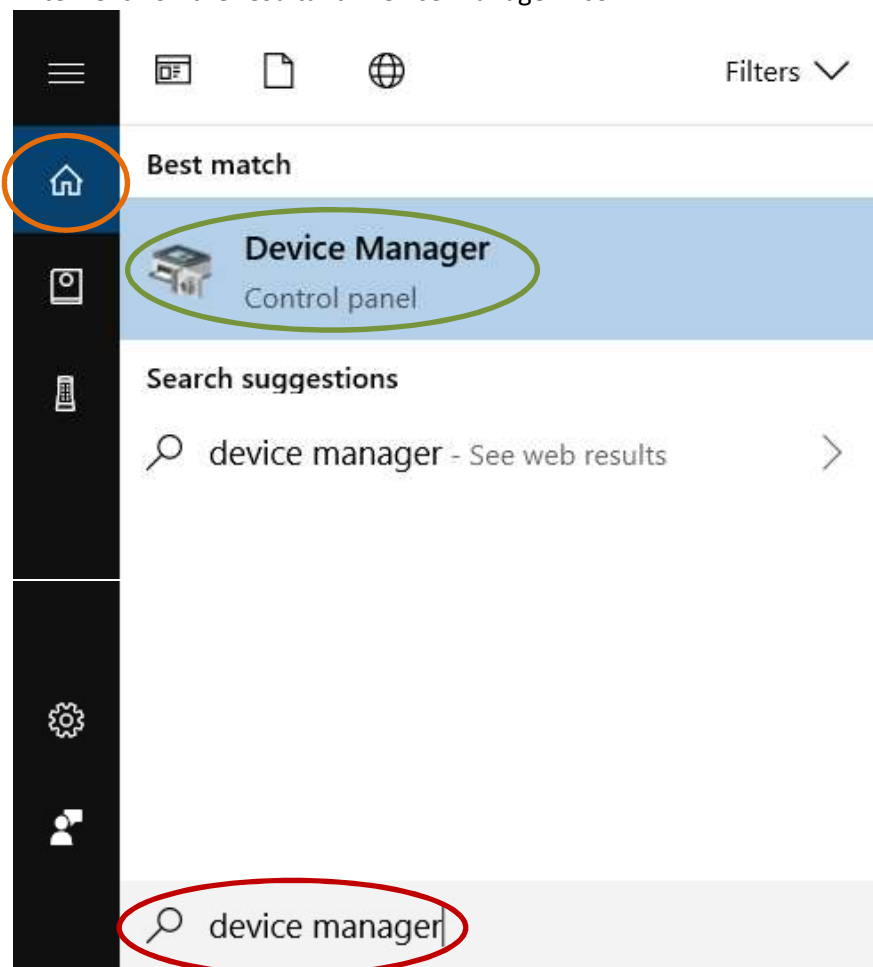 Filters
Best match
Device Manager
Control panel
Search suggestions
device manager - See web results
device manager